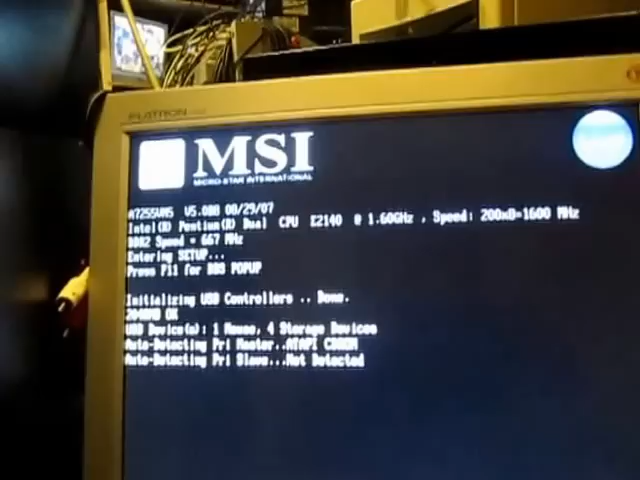 FLATRON
MSI
MICRO-STAR INTERNATIONAL
A7255VMS V5.0B0 08/29/07
Intel(R) Pentium(R) Dual CPU E2140 @ 1.60GHz , Speed: 200x8=1600 MHz
DDR2 Speed = 667 MHz
Entering SETUP...
Press F11 for BBS POPUP
Initializing USB Controllers .. Done.
2048MB OK
USB Device(s): 1 Mouse, 4 Storage Devices
Auto-Detecting Pri Master..ATAPI CDROM
Auto-Detecting Pri Slave...Not Detected